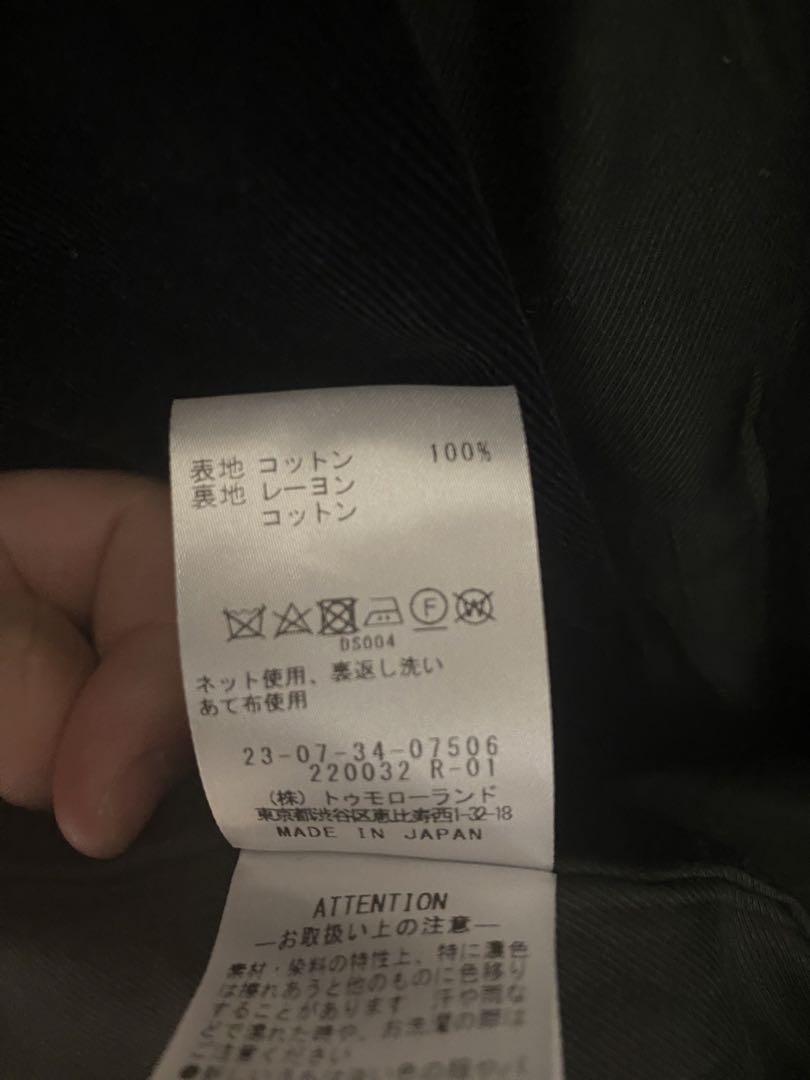 表地 コットン 100%
裏地 レーヨン
コットン
F W
DS004
ネット使用、裏返し洗い
あて布使用
23-07-34-07506
220032 R-01
（株）トゥモローランド
東京都渋谷区恵比寿西1-32-18
MADE IN JAPAN
ATTENTION
―お取扱い上の注意―
素材・染料の特性上、特に濃色
は擦れあうと他のものに色移り
することがあります 汗や雨な
どで濡れた時や、お洗濯の際は
ご注意ください